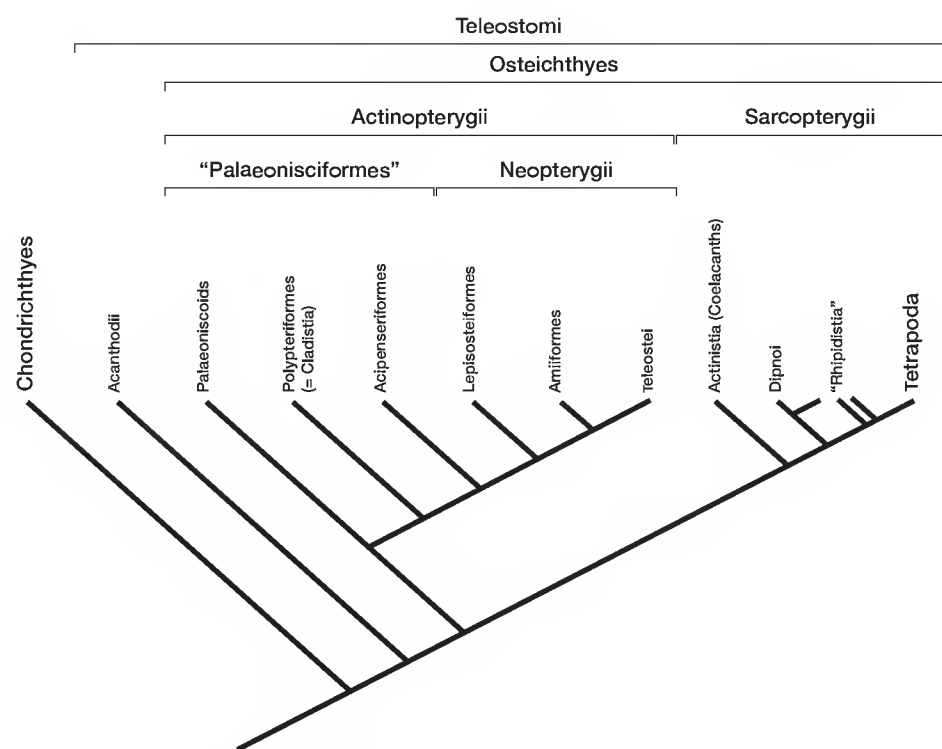 Teleostomi
Osteichthyes
Actinopterygii
Sarcopterygii
“Palaeonisciformes”
Neopterygii
Chondrichthyes
Acanthodii
Palaeoniscoids
Polypteriformes
(= Cladistia)
Acipenseriformes
Lepisosteiformes
Amiiformes
Teleostei
Actinistia (Coelacanths)
Dipnoi
“Rhipidistia”
Tetrapoda